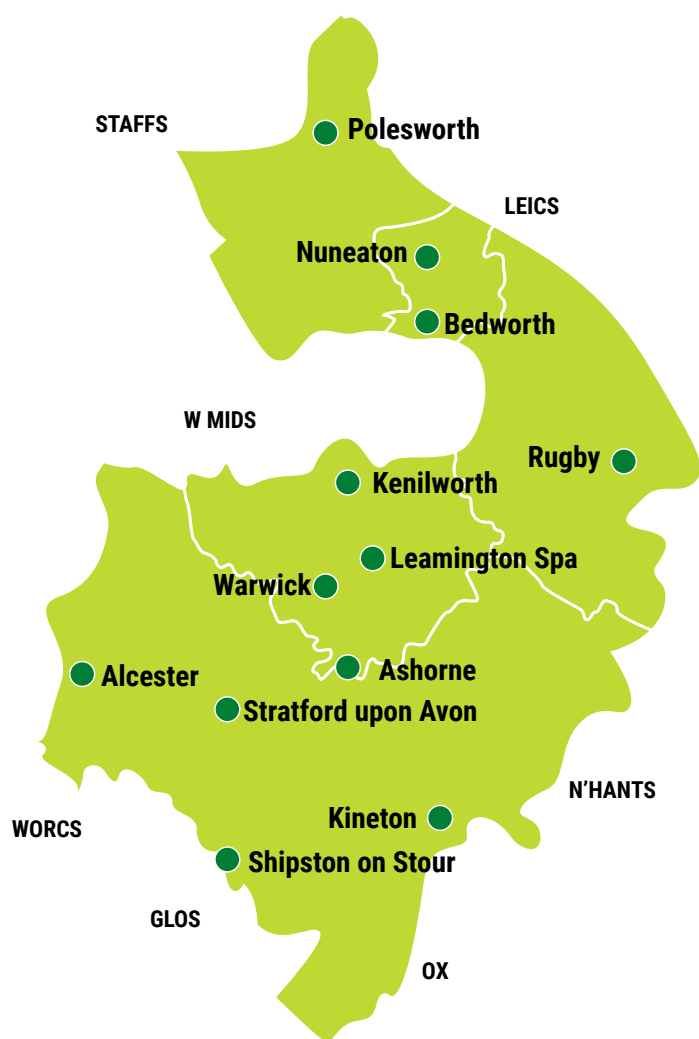 STAFFS
Polesworth
LEICS
Nuneaton
Bedworth
W MIDS
Rugby
Kenilworth
Leamington Spa
Warwick
Ashorne
Alcester
Stratford upon Avon
N'HANTS
Kineton
WORCS
Shipston on Stour
GLOS
OX